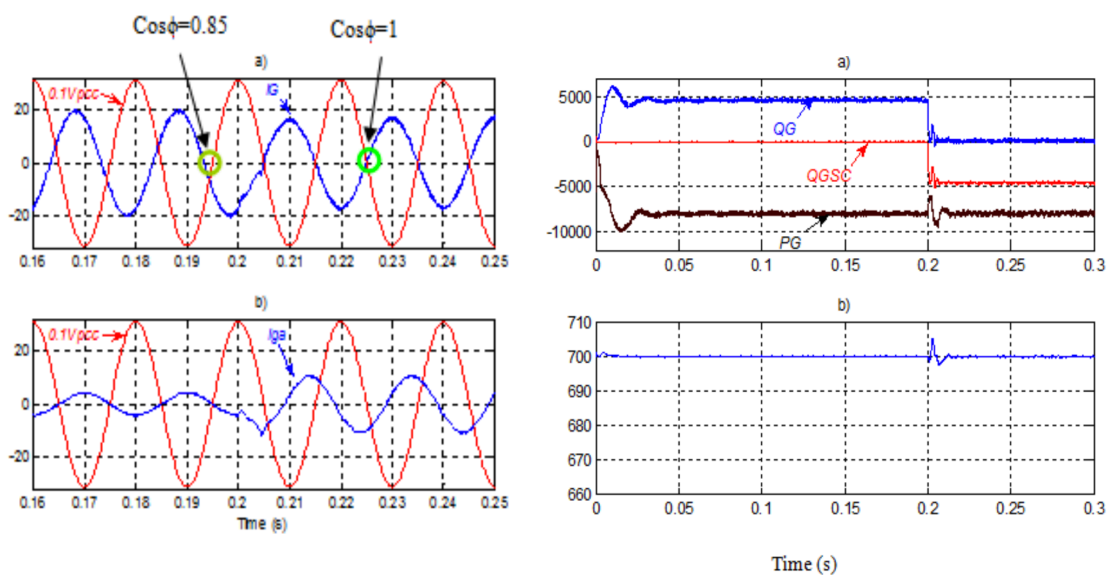 Cosϕ=0.85
Cosϕ=1
a)
0.1Vpcc
IG
20
0
-20
0.16 0.17 0.18 0.19 0.2 0.21 0.22 0.23 0.24 0.25
b)
0.1Vpcc
Iga
20
0
-20
0.16 0.17 0.18 0.19 0.2 0.21 0.22 0.23 0.24 0.25
Time (s)
a)
5000
QG
0
QGSC
-5000
-10000
PG
0 0.05 0.1 0.15 0.2 0.25 0.3
b)
710
700
690
680
670
660
0 0.05 0.1 0.15 0.2 0.25 0.3
Time (s)